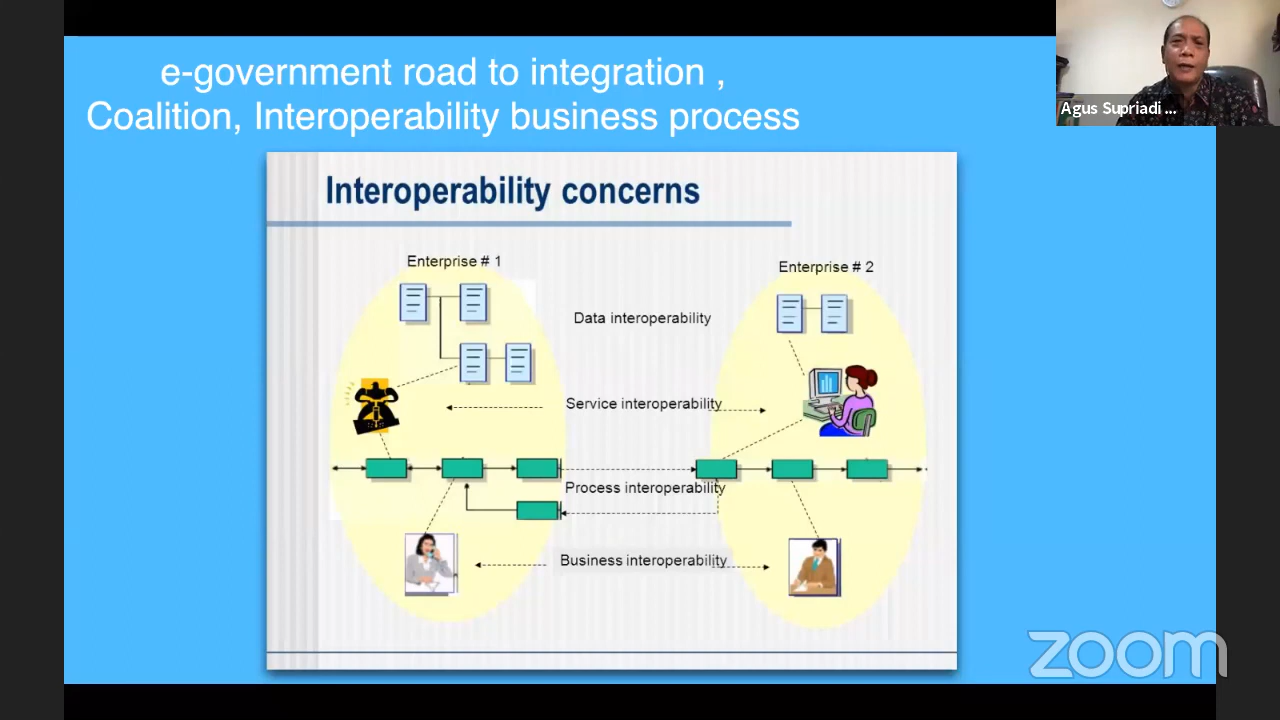 e-government road to integration ,
Coalition, Interoperability business process
Agus Supriadi ...
Interoperability concerns
Enterprise # 1
Enterprise # 2
Data interoperability
Service interoperability
Process interoperability
Business interoperability
zoom